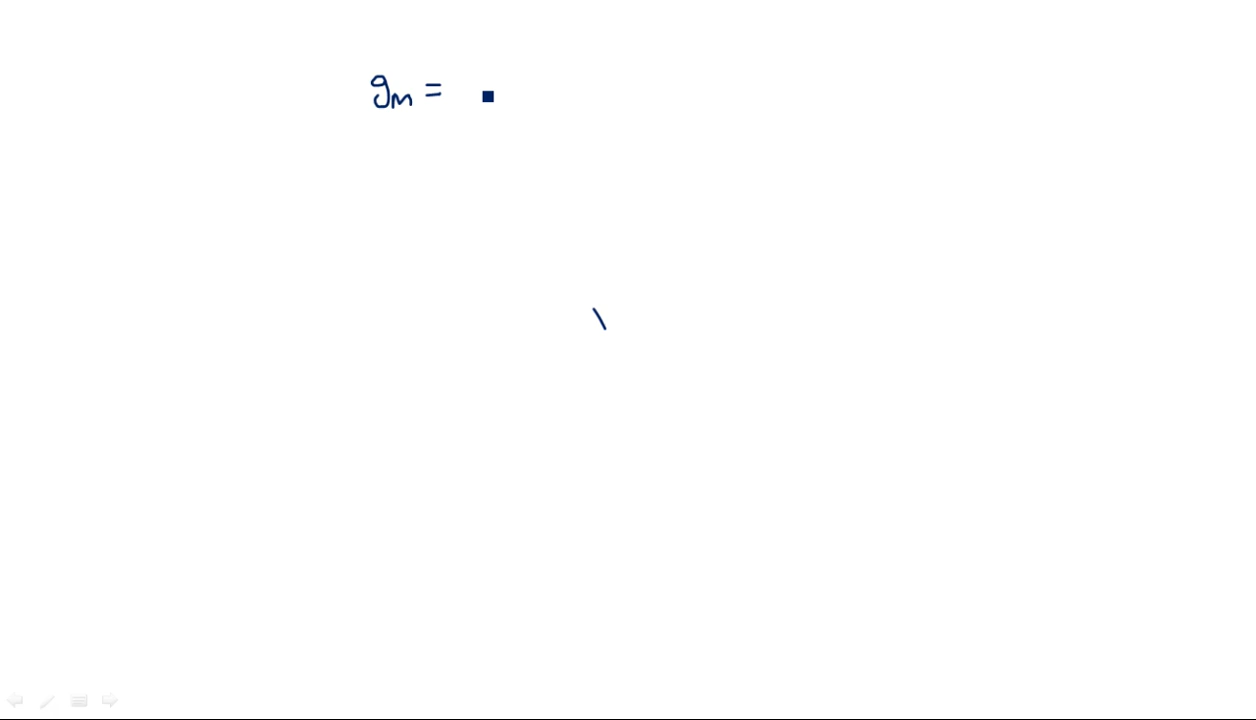 gm =
\